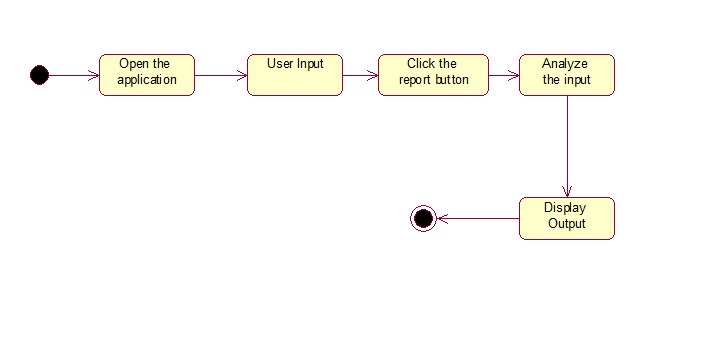 Open the
application
User Input
Click the
report button
Analyze
the input
Display
Output